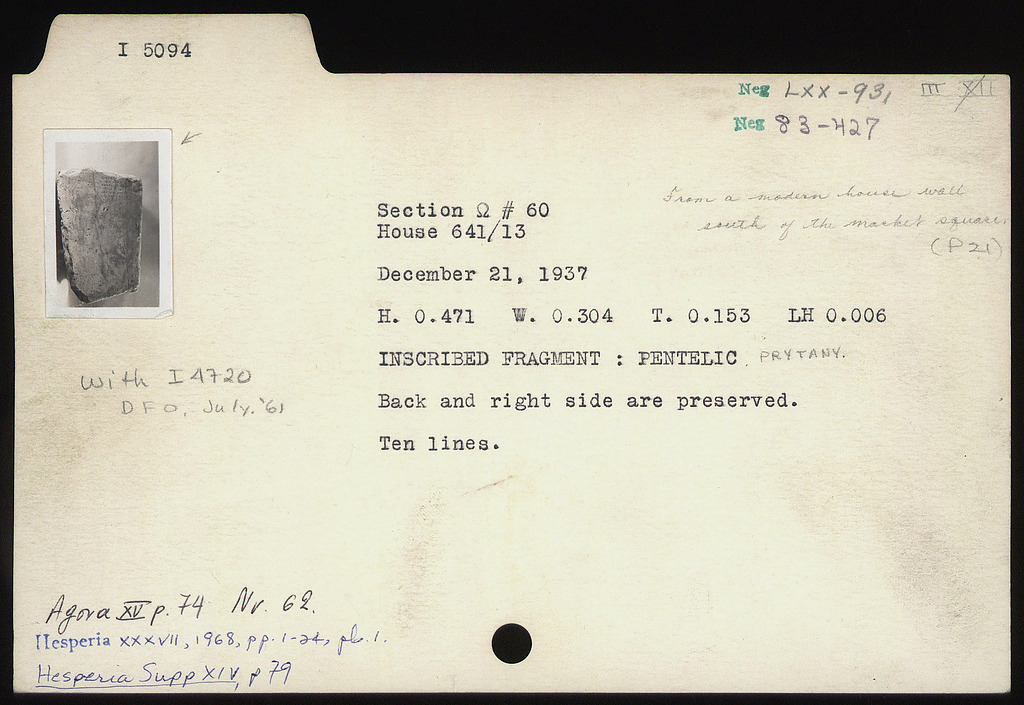 I 5094
Neg LXX-93, III XII
Neg 83-427
From a modern house wall
south of the market square.
(P 21)
Section Ω # 60
House 641/13
December 21, 1937
H. 0.471 W. 0.304 T. 0.153 LH 0.006
INSCRIBED FRAGMENT : PENTELIC. PRYTANY.
with I 4720
DFO, July '61
Back and right side are preserved.
Ten lines.
Agora XV p. 74 Nr. 62.
Hesperia XXXVII, 1968, pp. 1-24, pl. 1.
Hesperia Supp XIV, p 79